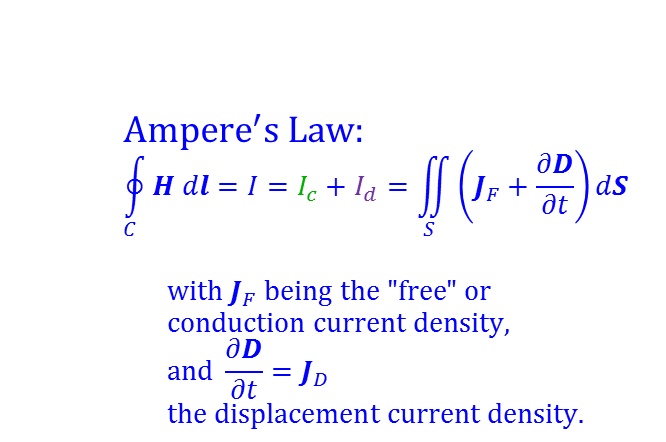 Ampere's Law:
∮_C H dl = I = I_c + I_d = ∬_S (J_F + ∂D/∂t) dS
with J_F being the "free" or
conduction current density,
and ∂D/∂t = J_D
the displacement current density.